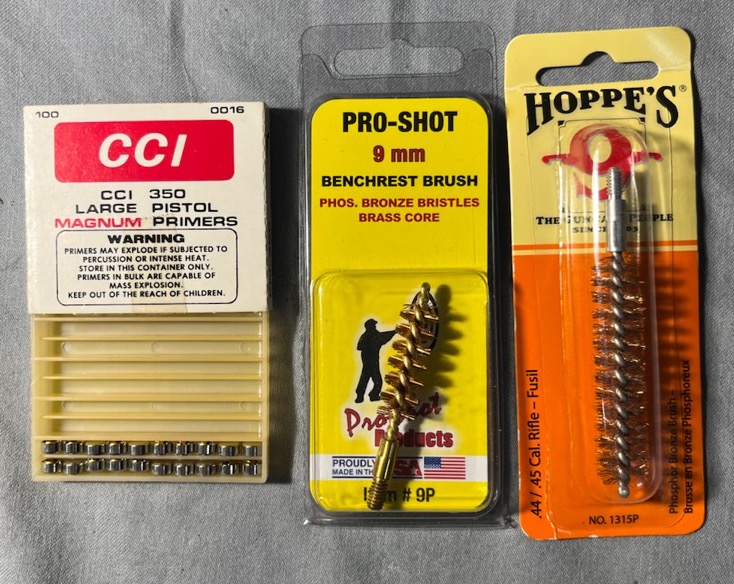 100 0016
CCI
CCI 350
LARGE PISTOL
MAGNUM PRIMERS
WARNING
PRIMERS MAY EXPLODE IF SUBJECTED TO
PERCUSSION OR INTENSE HEAT.
STORE IN THIS CONTAINER ONLY.
PRIMERS IN BULK ARE CAPABLE OF
MASS EXPLOSION.
KEEP OUT OF THE REACH OF CHILDREN.
PRO-SHOT
9 mm
BENCHREST BRUSH
PHOS. BRONZE BRISTLES
BRASS CORE
Products
PROUDLY
MADE IN THE USA
# 9P
HOPPE'S®
THE PEOPLE
SINCE
.44 / .45 Cal. Rifle – Fusil
Phosphor Bronze Brush –
Brosse en Bronze Phosphoreux
NO. 1315P